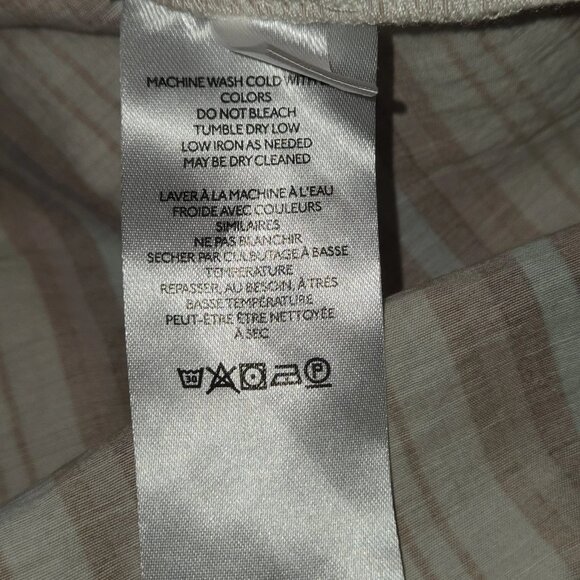 MACHINE WASH COLD WITH
COLORS
DO NOT BLEACH
TUMBLE DRY LOW
LOW IRON AS NEEDED
MAY BE DRY CLEANED
LAVER À LA MACHINE À L'EAU
FROIDE AVEC COULEURS
SIMILAIRES
NE PAS BLANCHIR
SECHER PAR CULBUTAGE À BASSE
TEMPERATURE
REPASSER, AU BESOIN, À TRÉS
BASSE TEMPÉRATURE
PEUT-ÊTRE ÊTRE NETTOYÉE
À SEC
30 P